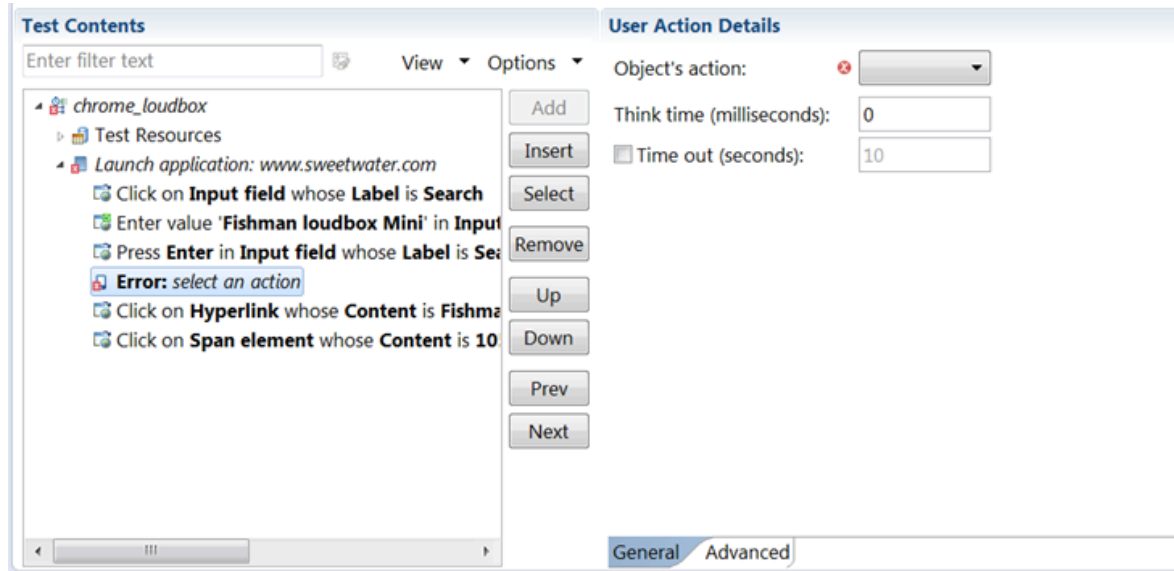 Test Contents
Enter filter text
View
Options
chrome_loudbox
Test Resources
Launch application: www.sweetwater.com
Click on Input field whose Label is Search
Enter value 'Fishman loudbox Mini' in Input
Press Enter in Input field whose Label is Sea
Error: select an action
Click on Hyperlink whose Content is Fishma
Click on Span element whose Content is 10
Add
Insert
Select
Remove
Up
Down
Prev
Next
User Action Details
Object's action:
Think time (milliseconds):
0
Time out (seconds):
10
General
Advanced